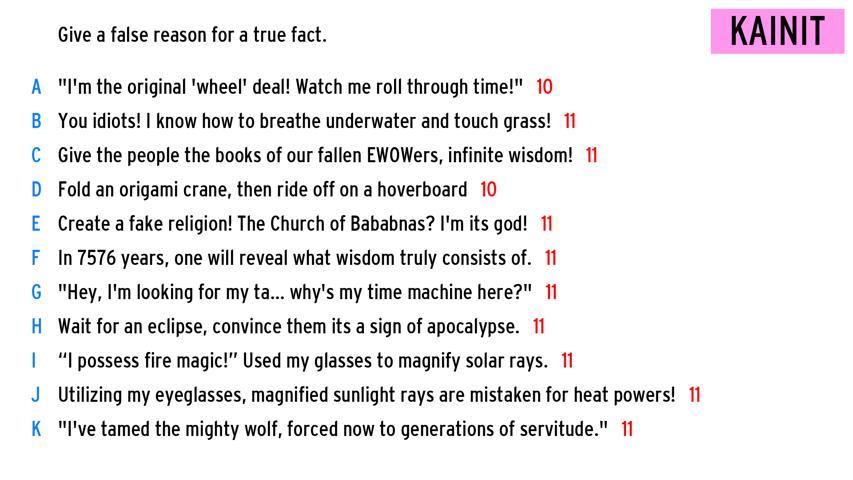 Give a false reason for a true fact.
KAINIT
A "I'm the original 'wheel' deal! Watch me roll through time!" 10
B You idiots! I know how to breathe underwater and touch grass! 11
C Give the people the books of our fallen EWOWers, infinite wisdom! 11
D Fold an origami crane, then ride off on a hoverboard 10
E Create a fake religion! The Church of Bababnas? I'm its god! 11
F In 7576 years, one will reveal what wisdom truly consists of. 11
G "Hey, I'm looking for my ta... why's my time machine here?" 11
H Wait for an eclipse, convince them its a sign of apocalypse. 11
I “I possess fire magic!” Used my glasses to magnify solar rays. 11
J Utilizing my eyeglasses, magnified sunlight rays are mistaken for heat powers! 11
K "I've tamed the mighty wolf, forced now to generations of servitude." 11